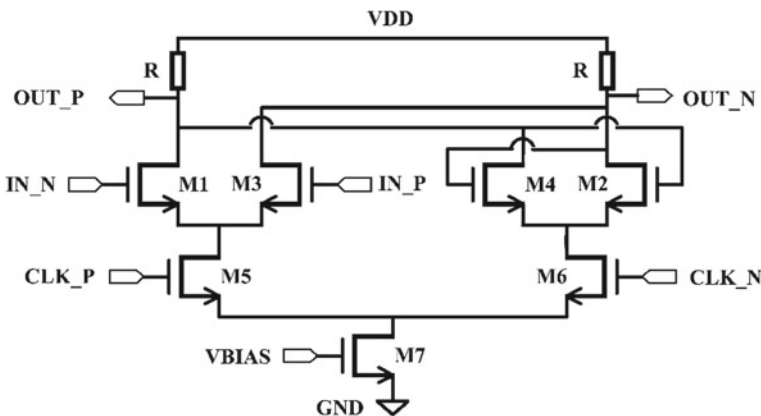 VDD
R
R
OUT_P
OUT_N
IN_N
M1
M3
IN_P
M4
M2
CLK_P
M5
M6
CLK_N
VBIAS
M7
GND